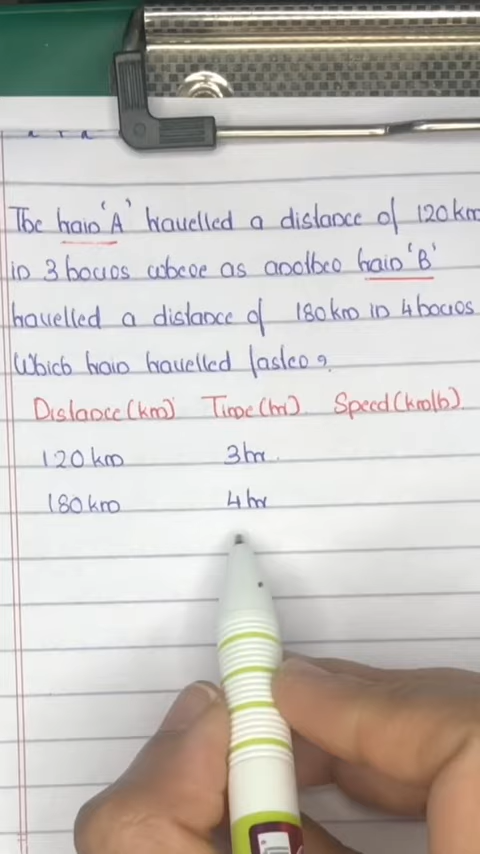 The train 'A' travelled a distance of 120 km
in 3 hours where as another train 'B'
travelled a distance of 180 km in 4 hours
Which train travelled faster?
Distance (km) Time (hr) Speed (km/h)
120 km 3 hr.
180 km 4 hr